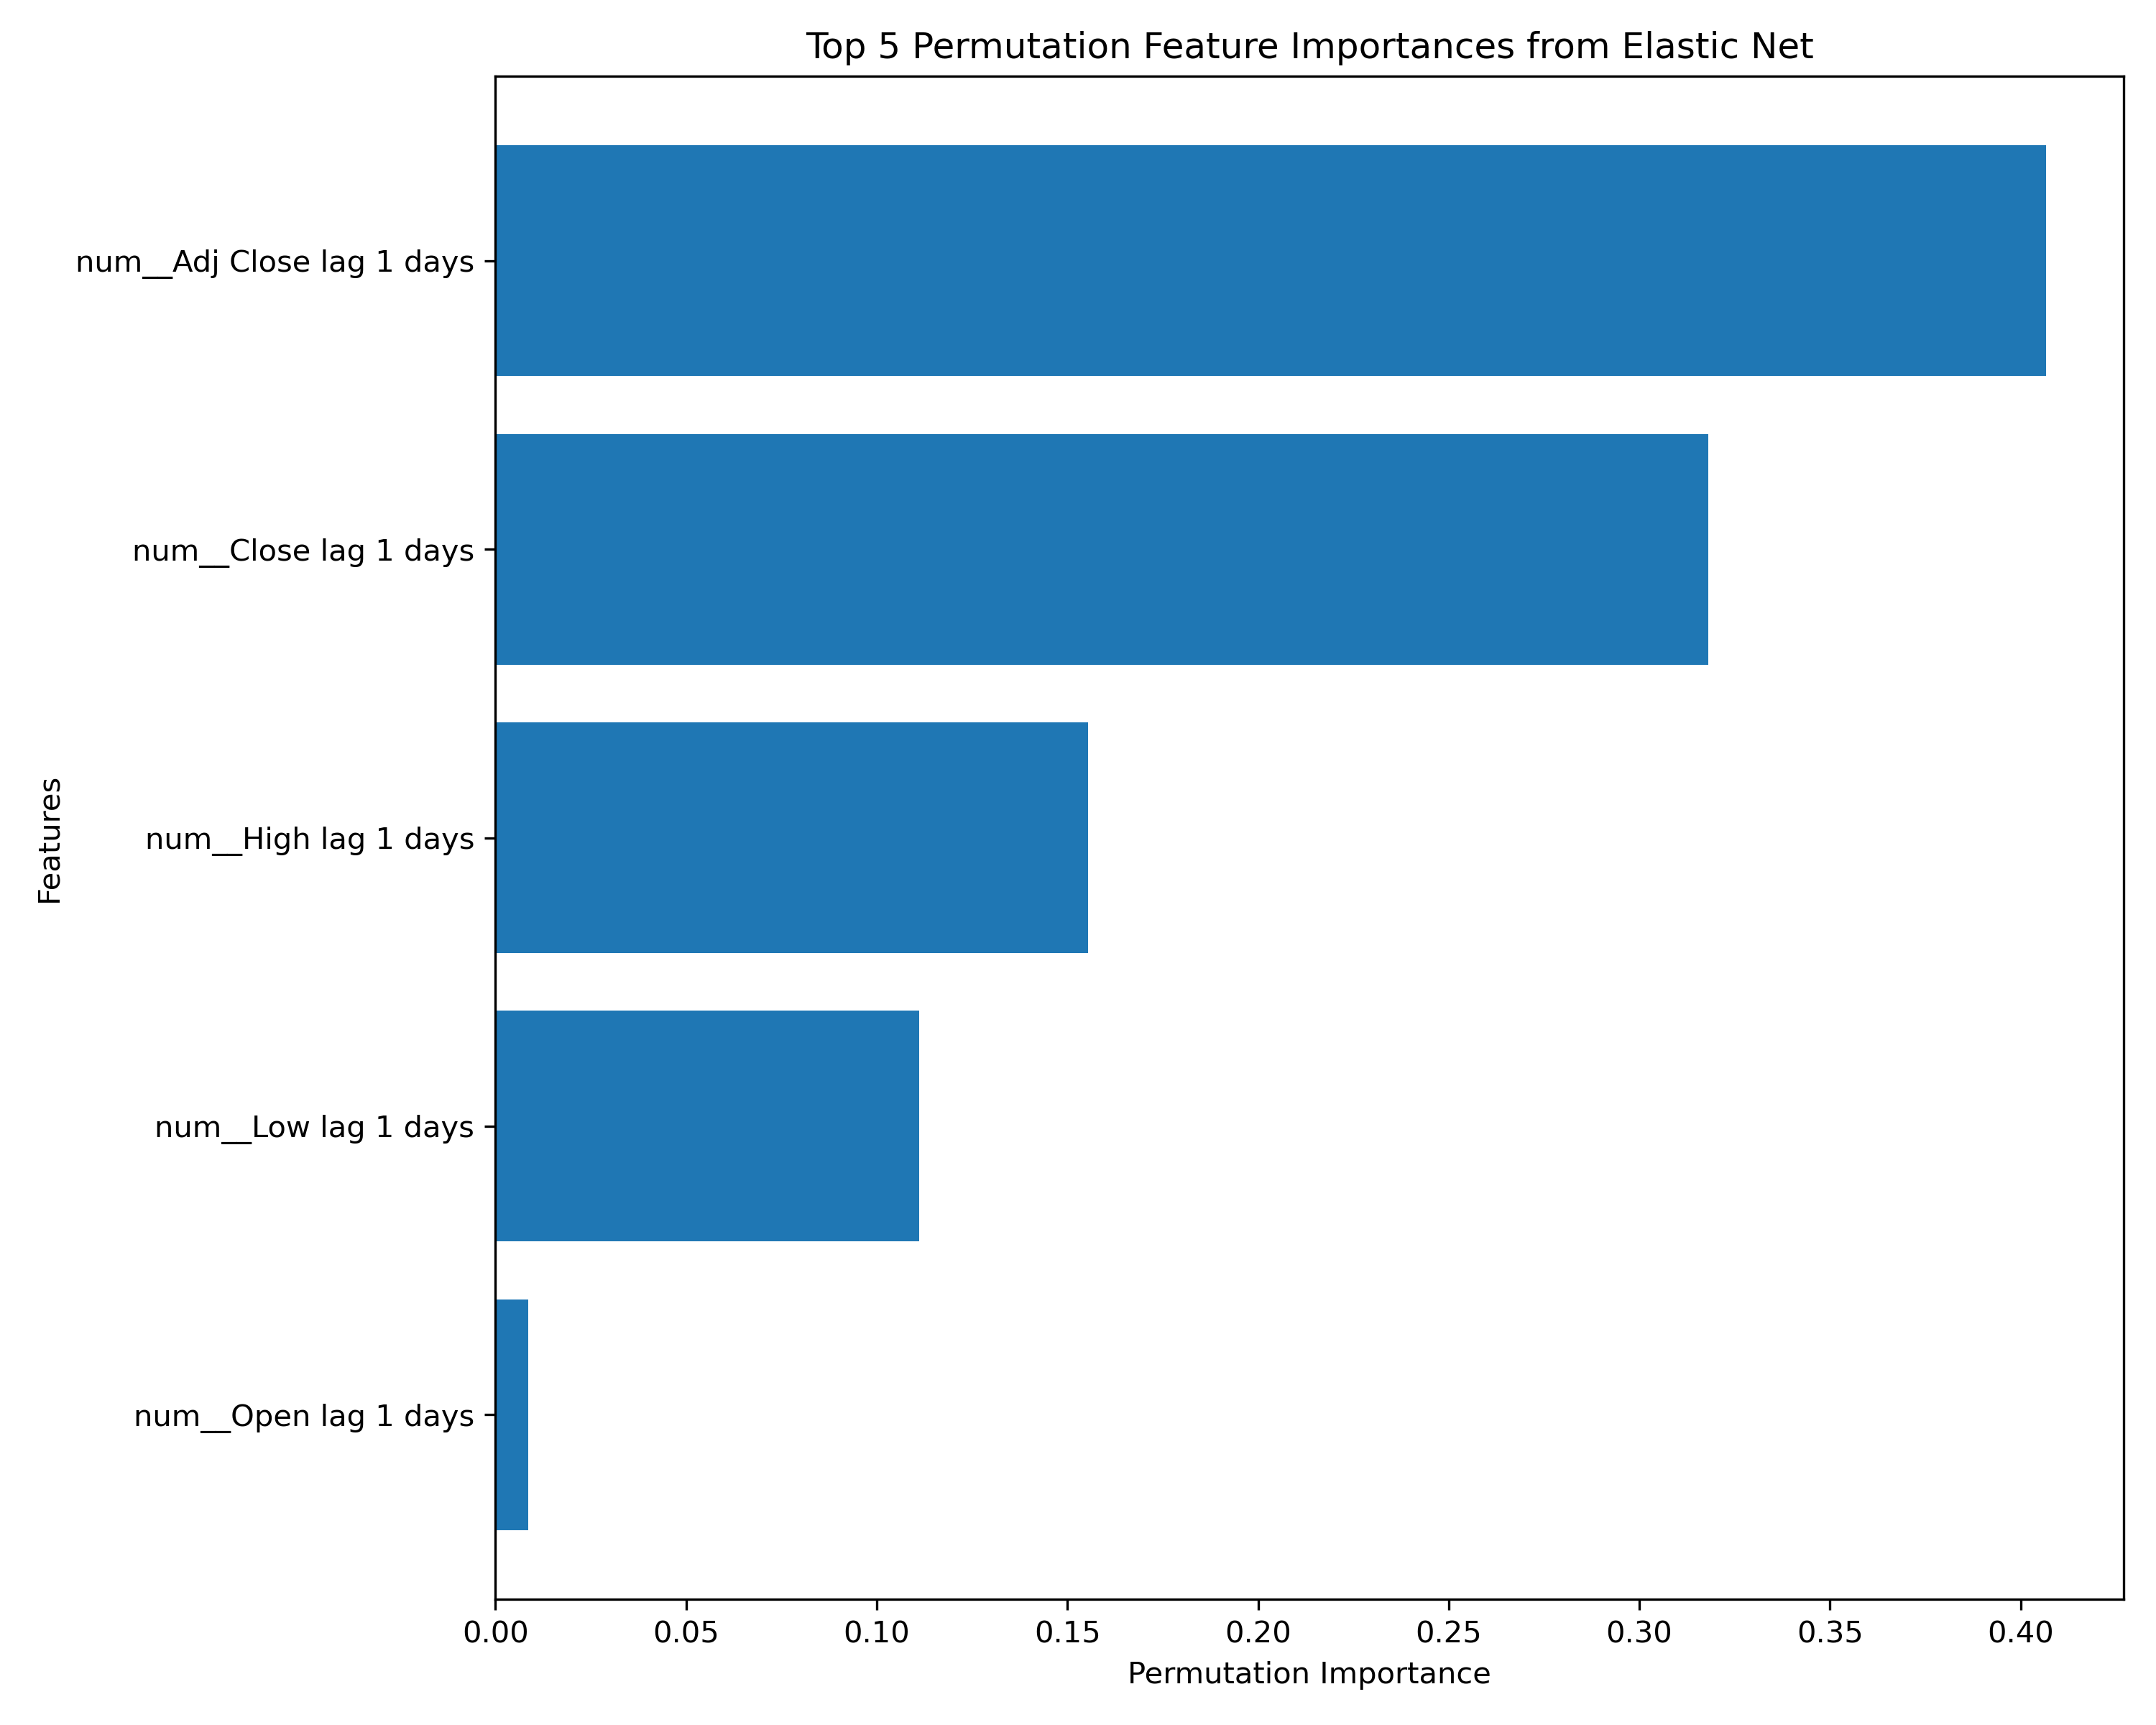 Top 5 Permutation Feature Importances from Elastic Net
Features
num__Adj Close lag 1 days
num__Close lag 1 days
num__High lag 1 days
num__Low lag 1 days
num__Open lag 1 days
0.00 0.05 0.10 0.15 0.20 0.25 0.30 0.35 0.40
Permutation Importance